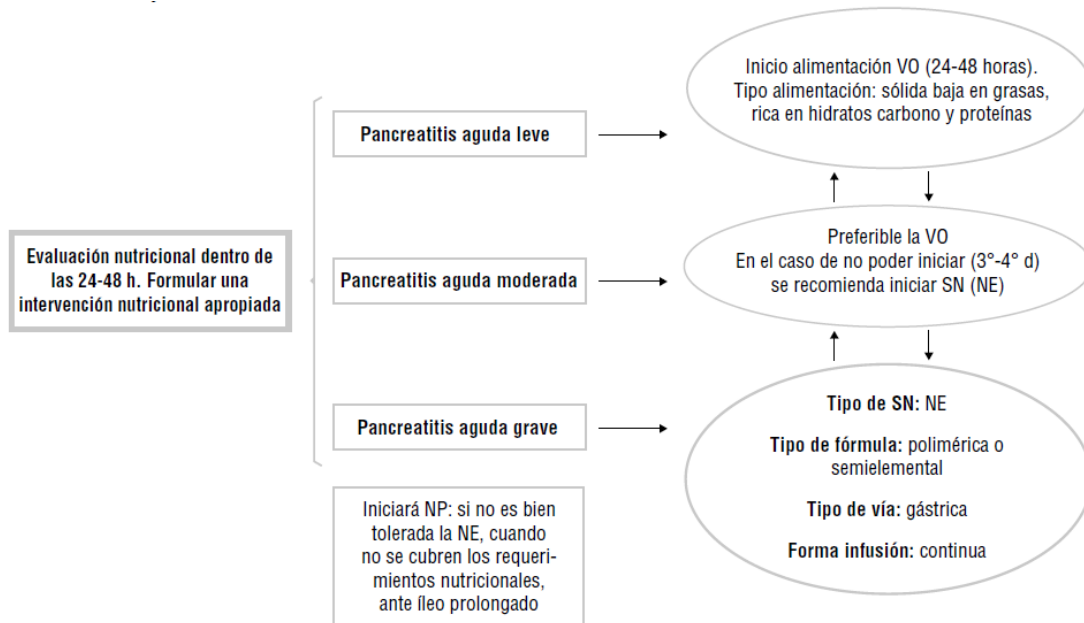 Evaluación nutricional dentro de
las 24-48 h. Formular una
intervención nutricional apropiada
Pancreatitis aguda leve
Inicio alimentación VO (24-48 horas).
Tipo alimentación: sólida baja en grasas,
rica en hidratos carbono y proteínas
Pancreatitis aguda moderada
Preferible la VO
En el caso de no poder iniciar (3°-4° d)
se recomienda iniciar SN (NE)
Pancreatitis aguda grave
Tipo de SN: NE
Tipo de fórmula: polimérica o
semielemental
Tipo de vía: gástrica
Forma infusión: continua
Iniciará NP: si no es bien
tolerada la NE, cuando
no se cubren los requeri-
mientos nutricionales,
ante íleo prolongado